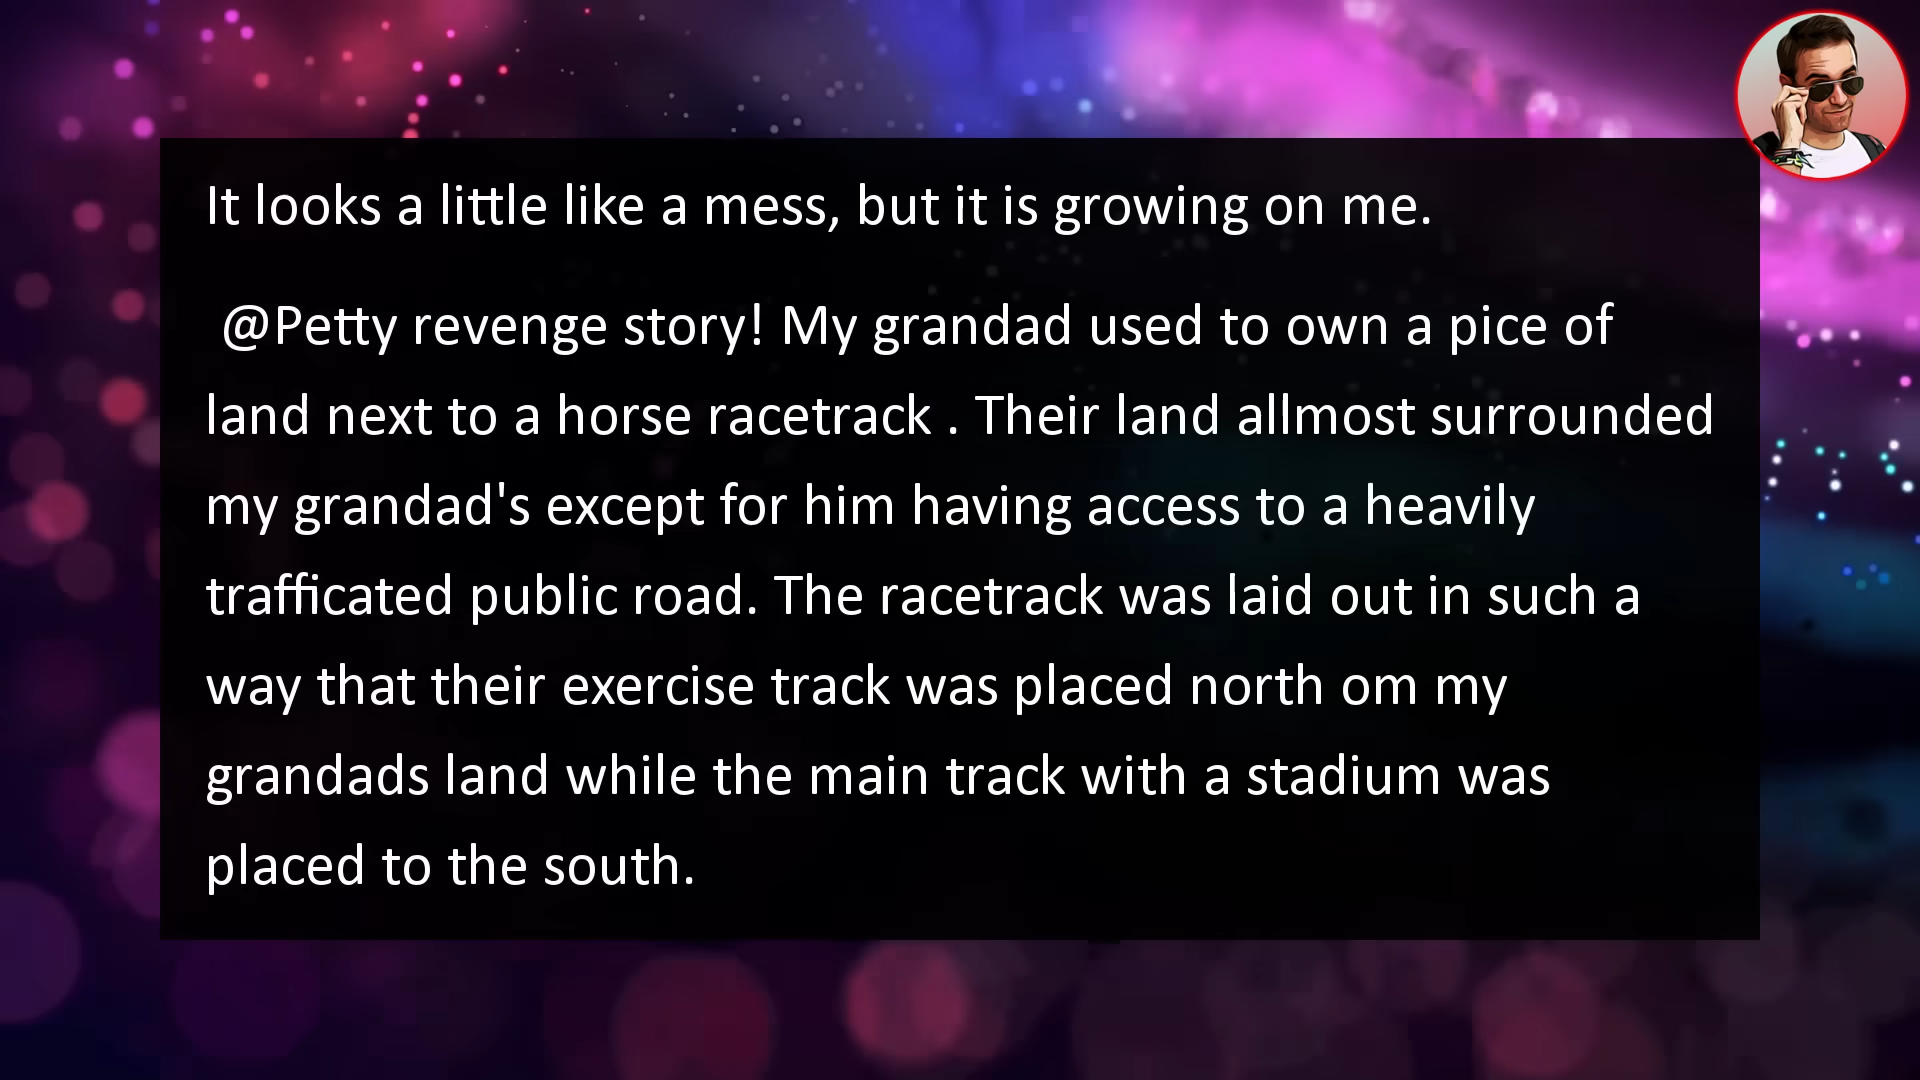 It looks a little like a mess, but it is growing on me.
@Petty revenge story! My grandad used to own a pice of
land next to a horse racetrack . Their land allmost surrounded
my grandad's except for him having access to a heavily
trafficated public road. The racetrack was laid out in such a
way that their exercise track was placed north om my
grandads land while the main track with a stadium was
placed to the south.